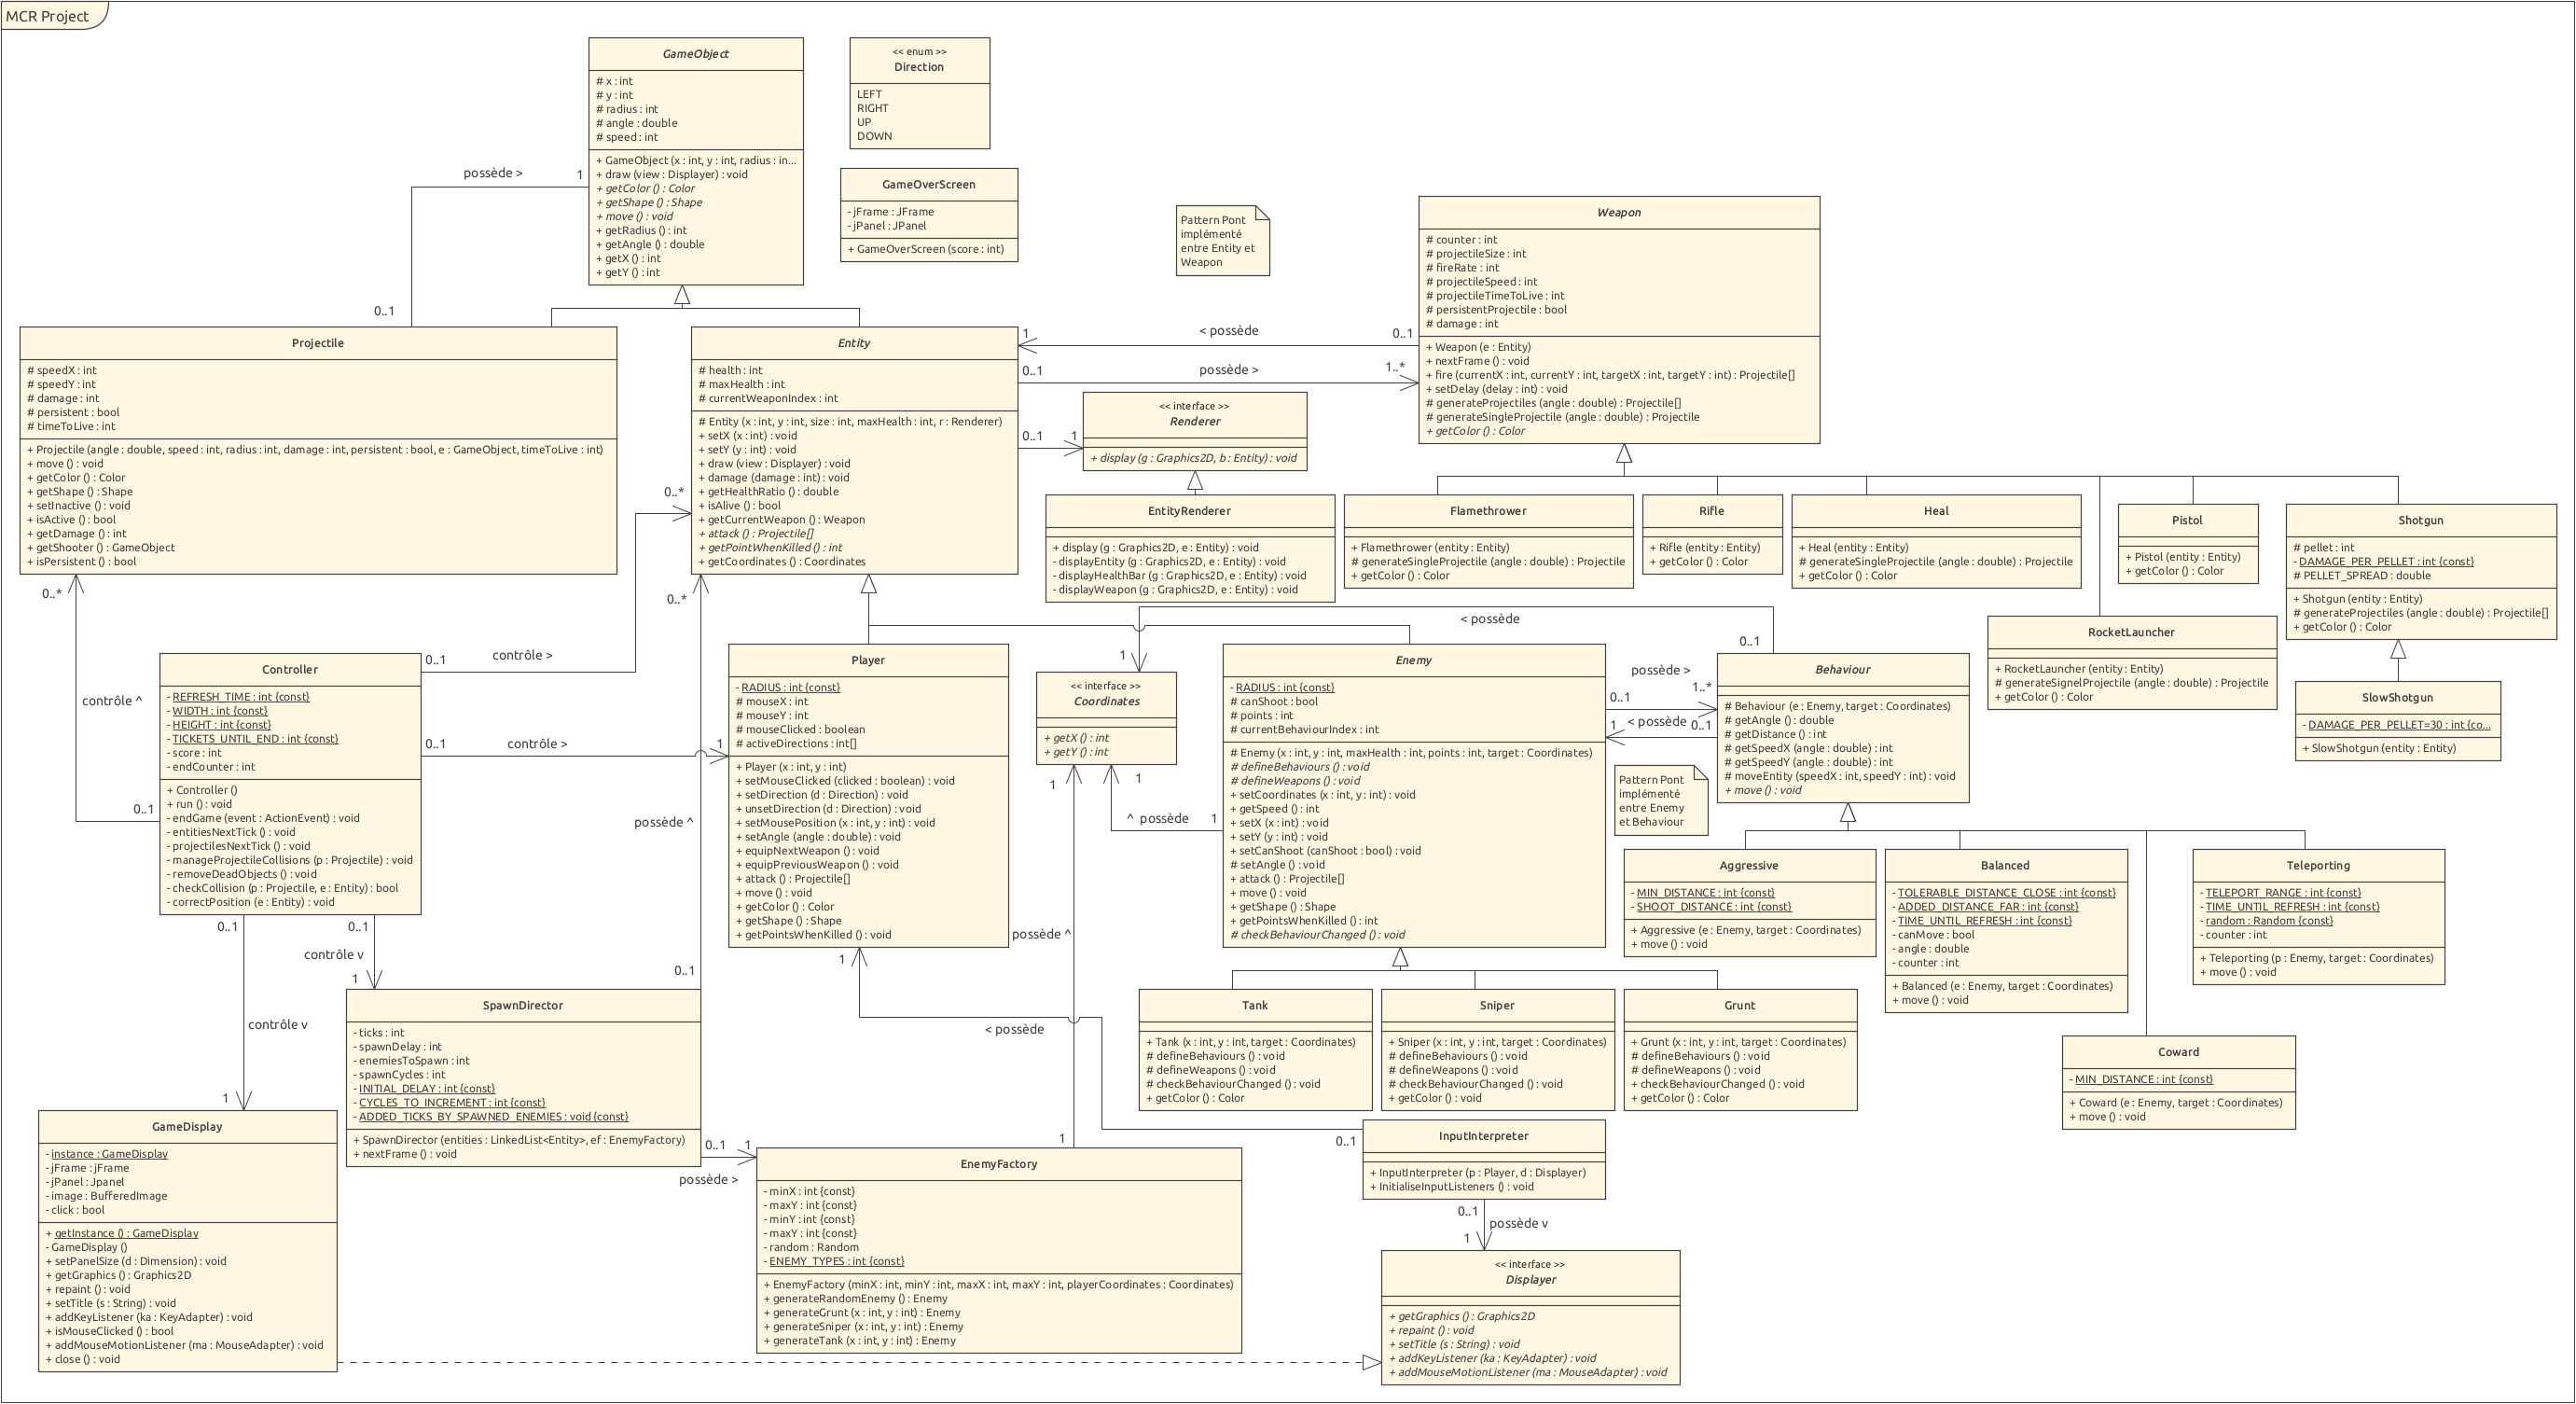 MCR Project
GameObject
# x : int
# y : int
# radius : int
# angle : double
# speed : int
+ GameObject (x : int, y : int, radius : in...
+ draw (view : Displayer) : void
+ getColor () : Color
+ getShape () : Shape
+ move () : void
+ getRadius () : int
+ getAngle () : double
+ getX () : int
+ getY () : int
<< enum >>
Direction
LEFT
RIGHT
UP
DOWN
GameOverScreen
- jFrame : JFrame
- jPanel : JPanel
+ GameOverScreen (score : int)
Pattern Pont
implémenté
entre Entity et
Weapon
Weapon
# counter : int
# projectileSize : int
# fireRate : int
# projectileSpeed : int
# projectileTimeToLive : int
# persistentProjectile : bool
# damage : int
+ Weapon (e : Entity)
+ nextFrame () : void
+ fire (currentX : int, currentY : int, targetX : int, targetY : int) : Projectile[]
+ setDelay (delay : int) : void
# generateProjectiles (angle : double) : Projectile[]
# generateSingleProjectile (angle : double) : Projectile
+ getColor () : Color
possède >
1
0..1
Projectile
# speedX : int
# speedY : int
# damage : int
# persistent : bool
# timeToLive : int
+ Projectile (angle : double, speed : int, radius : int, damage : int, persistent : bool, e : GameObject, timeToLive : int)
+ move () : void
+ getColor () : Color
+ getShape () : Shape
+ setInactive () : void
+ isActive () : bool
+ getDamage () : int
+ getShooter () : GameObject
+ isPersistent () : bool
Entity
# health : int
# maxHealth : int
# currentWeaponIndex : int
# Entity (x : int, y : int, size : int, maxHealth : int, r : Renderer)
+ setX (x : int) : void
+ setY (y : int) : void
+ draw (view : Displayer) : void
+ damage (damage : int) : void
+ getHealthRatio () : double
+ isAlive () : bool
+ getCurrentWeapon () : Weapon
+ attack () : Projectile[]
+ getPointWhenKilled () : int
+ getCoordinates () : Coordinates
1
< possède
0..1
0..1
possède >
1..*
0..1
1
<< interface >>
Renderer
+ display (g : Graphics2D, b : Entity) : void
EntityRenderer
+ display (g : Graphics2D, e : Entity) : void
- displayEntity (g : Graphics2D, e : Entity) : void
- displayHealthBar (g : Graphics2D, e : Entity) : void
- displayWeapon (g : Graphics2D, e : Entity) : void
Flamethrower
+ Flamethrower (entity : Entity)
# generateSingleProjectile (angle : double) : Projectile
+ getColor () : Color
Rifle
+ Rifle (entity : Entity)
+ getColor () : Color
Heal
+ Heal (entity : Entity)
# generateSingleProjectile (angle : double) : Projectile
+ getColor () : Color
Pistol
+ Pistol (entity : Entity)
+ getColor () : Color
Shotgun
# pellet : int
- DAMAGE_PER_PELLET : int {const}
# PELLET_SPREAD : double
+ Shotgun (entity : Entity)
# generateProjectiles (angle : double) : Projectile[]
+ getColor () : Color
RocketLauncher
+ RocketLauncher (entity : Entity)
# generateSignelProjectile (angle : double) : Projectile
+ getColor () : Color
SlowShotgun
- DAMAGE_PER_PELLET=30 : int {co...
+ SlowShotgun (entity : Entity)
0..*
0..*
0..*
contrôle ^
0..1
Controller
- REFRESH_TIME : int {const}
- WIDTH : int {const}
- HEIGHT : int {const}
- TICKETS_UNTIL_END : int {const}
- score : int
- endCounter : int
+ Controller ()
+ run () : void
- endGame (event : ActionEvent) : void
- entitiesNextTick () : void
- projectilesNextTick () : void
- manageProjectileCollisions (p : Projectile) : void
- removeDeadObjects () : void
- checkCollision (p : Projectile, e : Entity) : bool
- correctPosition (e : Entity) : void
0..1
contrôle >
0..1
contrôle >
1
possède ^
0..1
Player
- RADIUS : int {const}
# mouseX : int
# mouseY : int
# mouseClicked : boolean
# activeDirections : int[]
+ Player (x : int, y : int)
+ setMouseClicked (clicked : boolean) : void
+ setDirection (d : Direction) : void
+ unsetDirection (d : Direction) : void
+ setMousePosition (x : int, y : int) : void
+ setAngle (angle : double) : void
+ equipNextWeapon () : void
+ equipPreviousWeapon () : void
+ attack () : Projectile[]
+ move () : void
+ getColor () : Color
+ getShape () : Shape
+ getPointsWhenKilled () : void
< possède
0..1
1
<< interface >>
Coordinates
+ getX () : int
+ getY () : int
1
1
^ possède
1
possède ^
1
Enemy
- RADIUS : int {const}
# canShoot : bool
# points : int
# currentBehaviourIndex : int
# Enemy (x : int, y : int, maxHealth : int, points : int, target : Coordinates)
# defineBehaviours () : void
# defineWeapons () : void
+ setCoordinates (x : int, y : int) : void
+ getSpeed () : int
+ setX (x : int) : void
+ setY (y : int) : void
+ setCanShoot (canShoot : bool) : void
# setAngle () : void
+ attack () : Projectile[]
+ move () : void
+ getShape () : Shape
+ getPointsWhenKilled () : int
# checkBehaviourChanged () : void
possède >
0..1
1..*
1
< possède
0..1
Pattern Pont
implémenté
entre Enemy
et Behaviour
Behaviour
# Behaviour (e : Enemy, target : Coordinates)
# getAngle () : double
# getDistance () : int
# getSpeedX (angle : double) : int
# getSpeedY (angle : double) : int
# moveEntity (speedX : int, speedY : int) : void
+ move () : void
Aggressive
- MIN_DISTANCE : int {const}
- SHOOT_DISTANCE : int {const}
+ Aggressive (e : Enemy, target : Coordinates)
+ move () : void
Balanced
- TOLERABLE_DISTANCE_CLOSE : int {const}
- ADDED_DISTANCE_FAR : int {const}
- TIME_UNTIL_REFRESH : int {const}
- canMove : bool
- angle : double
- counter : int
+ Balanced (e : Enemy, target : Coordinates)
+ move () : void
Teleporting
- TELEPORT_RANGE : int {const}
- TIME_UNTIL_REFRESH : int {const}
- random : Random {const}
- counter : int
+ Teleporting (p : Enemy, target : Coordinates)
+ move () : void
Coward
- MIN_DISTANCE : int {const}
+ Coward (e : Enemy, target : Coordinates)
+ move () : void
0..1
contrôle v
1
0..1
contrôle v
1
SpawnDirector
- ticks : int
- spawnDelay : int
- enemiesToSpawn : int
- spawnCycles : int
- INITIAL_DELAY : int {const}
- CYCLES_TO_INCREMENT : int {const}
- ADDED_TICKS_BY_SPAWNED_ENEMIES : void {const}
+ SpawnDirector (entities : LinkedList<Entity>, ef : EnemyFactory)
+ nextFrame () : void
Tank
+ Tank (x : int, y : int, target : Coordinates)
# defineBehaviours () : void
# defineWeapons () : void
# checkBehaviourChanged () : void
+ getColor () : Color
Sniper
+ Sniper (x : int, y : int, target : Coordinates)
# defineBehaviours () : void
# defineWeapons () : void
# checkBehaviourChanged () : void
+ getColor () : void
Grunt
+ Grunt (x : int, y : int, target : Coordinates)
# defineBehaviours () : void
# defineWeapons () : void
+ checkBehaviourChanged () : void
+ getColor () : Color
1
< possède
0..1
GameDisplay
- instance : GameDisplay
- jFrame : jFrame
- jPanel : Jpanel
- image : BufferedImage
- click : bool
+ getInstance () : GameDisplay
- GameDisplay ()
+ setPanelSize (d : Dimension) : void
+ getGraphics () : Graphics2D
+ repaint () : void
+ setTitle (s : String) : void
+ addKeyListener (ka : KeyAdapter) : void
+ isMouseClicked () : bool
+ addMouseMotionListener (ma : MouseAdapter) : void
+ close () : void
0..1
1
possède >
EnemyFactory
- minX : int {const}
- maxY : int {const}
- minY : int {const}
- maxY : int {const}
- random : Random
- ENEMY_TYPES : int {const}
+ EnemyFactory (minX : int, minY : int, maxX : int, maxY : int, playerCoordinates : Coordinates)
+ generateRandomEnemy () : Enemy
+ generateGrunt (x : int, y : int) : Enemy
+ generateSniper (x : int, y : int) : Enemy
+ generateTank (x : int, y : int) : Enemy
InputInterpreter
+ InputInterpreter (p : Player, d : Displayer)
+ InitialiseInputListeners () : void
0..1
possède v
1
<< interface >>
Displayer
+ getGraphics () : Graphics2D
+ repaint () : void
+ setTitle (s : String) : void
+ addKeyListener (ka : KeyAdapter) : void
+ addMouseMotionListener (ma : MouseAdapter) : void